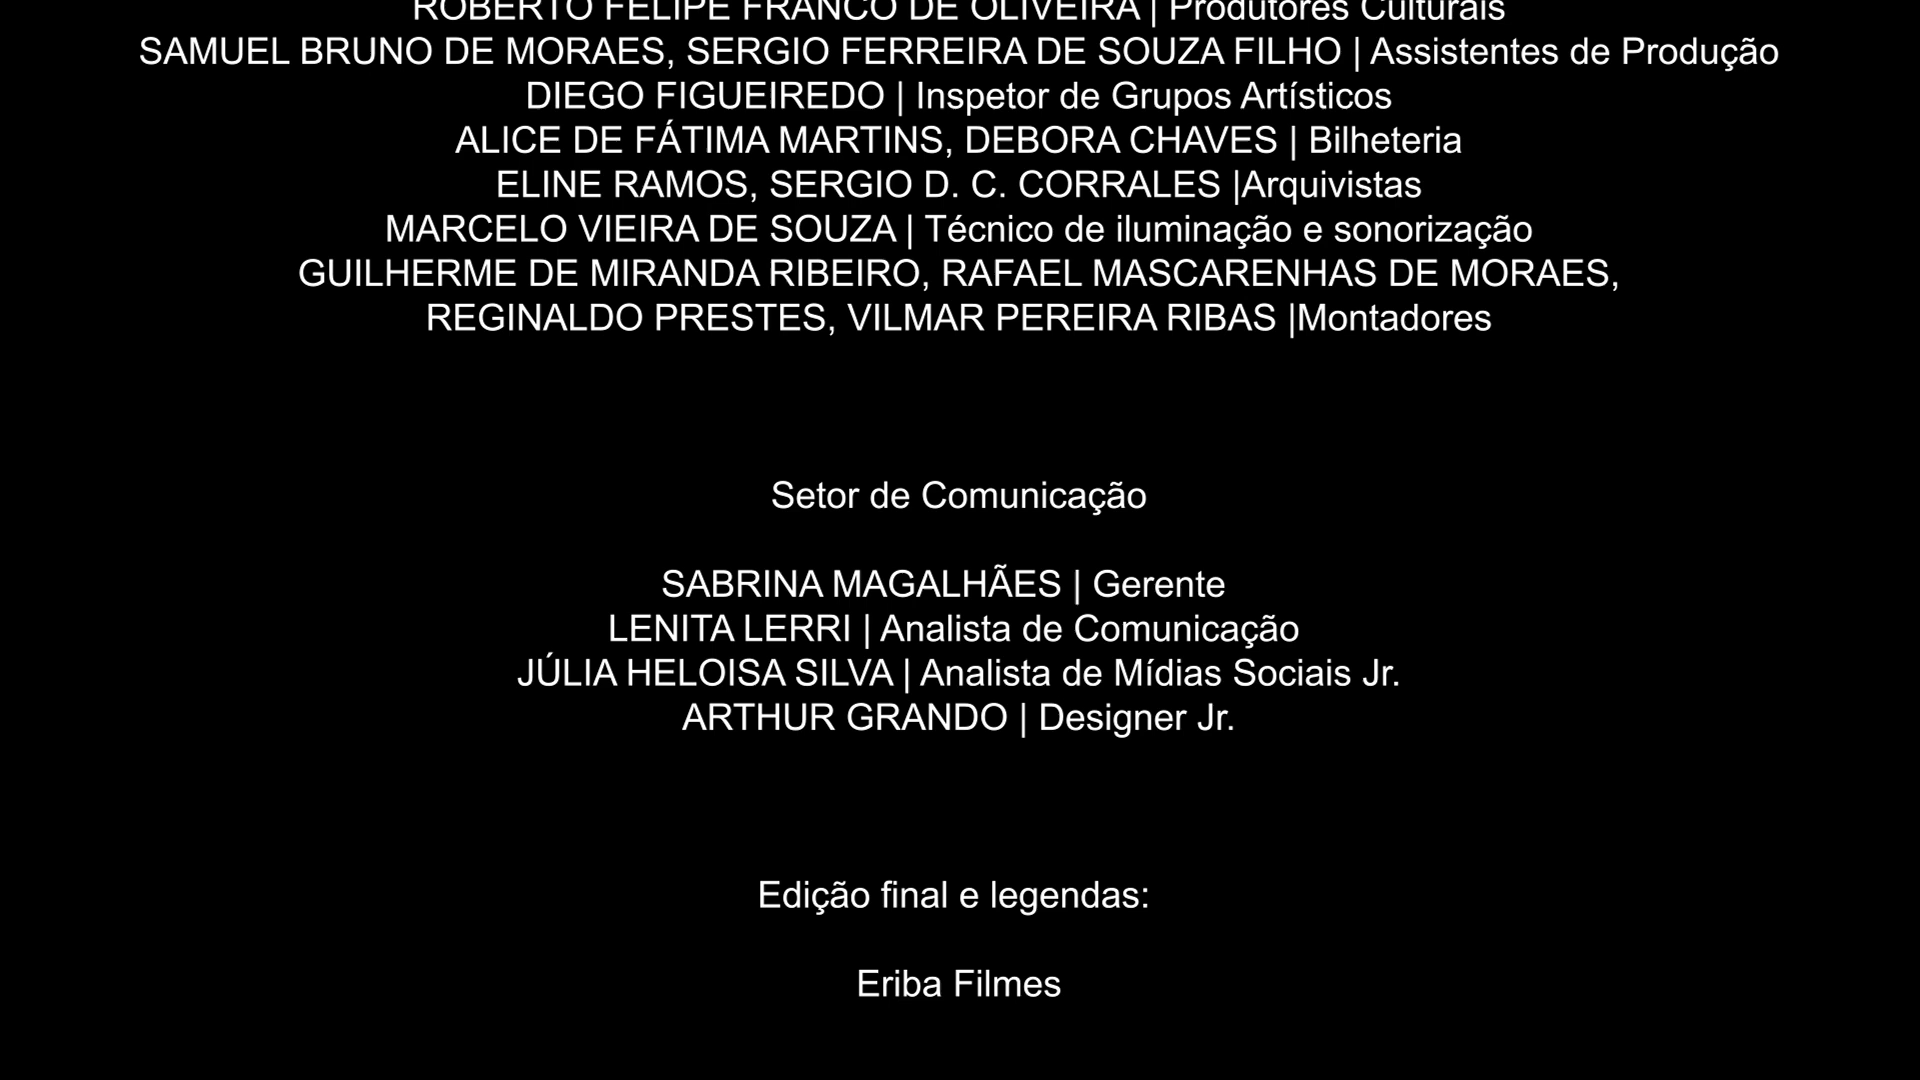 ROBERTO FELIPE FRANCO DE OLIVEIRA | Produtores Culturais
SAMUEL BRUNO DE MORAES, SERGIO FERREIRA DE SOUZA FILHO | Assistentes de Produção
DIEGO FIGUEIREDO | Inspetor de Grupos Artísticos
ALICE DE FÁTIMA MARTINS, DEBORA CHAVES | Bilheteria
ELINE RAMOS, SERGIO D. C. CORRALES |Arquivistas
MARCELO VIEIRA DE SOUZA | Técnico de iluminação e sonorização
GUILHERME DE MIRANDA RIBEIRO, RAFAEL MASCARENHAS DE MORAES,
REGINALDO PRESTES, VILMAR PEREIRA RIBAS |Montadores
Setor de Comunicação
SABRINA MAGALHÃES | Gerente
LENITA LERRI | Analista de Comunicação
JÚLIA HELOISA SILVA | Analista de Mídias Sociais Jr.
ARTHUR GRANDO | Designer Jr.
Edição final e legendas:
Eriba Filmes